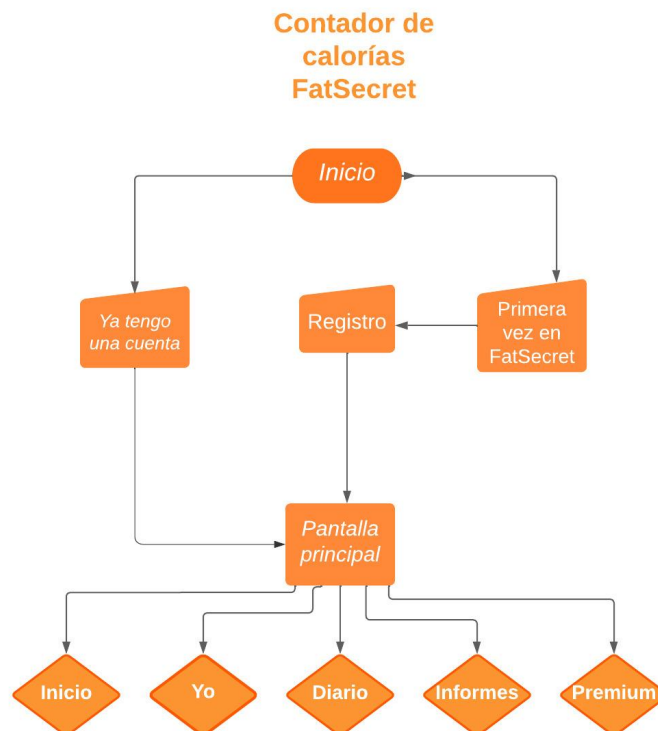 Contador de
calorías
FatSecret
Inicio
Ya tengo
una cuenta
Registro
Primera
vez en
FatSecret
Pantalla
principal
Inicio
Yo
Diario
Informes
Premium